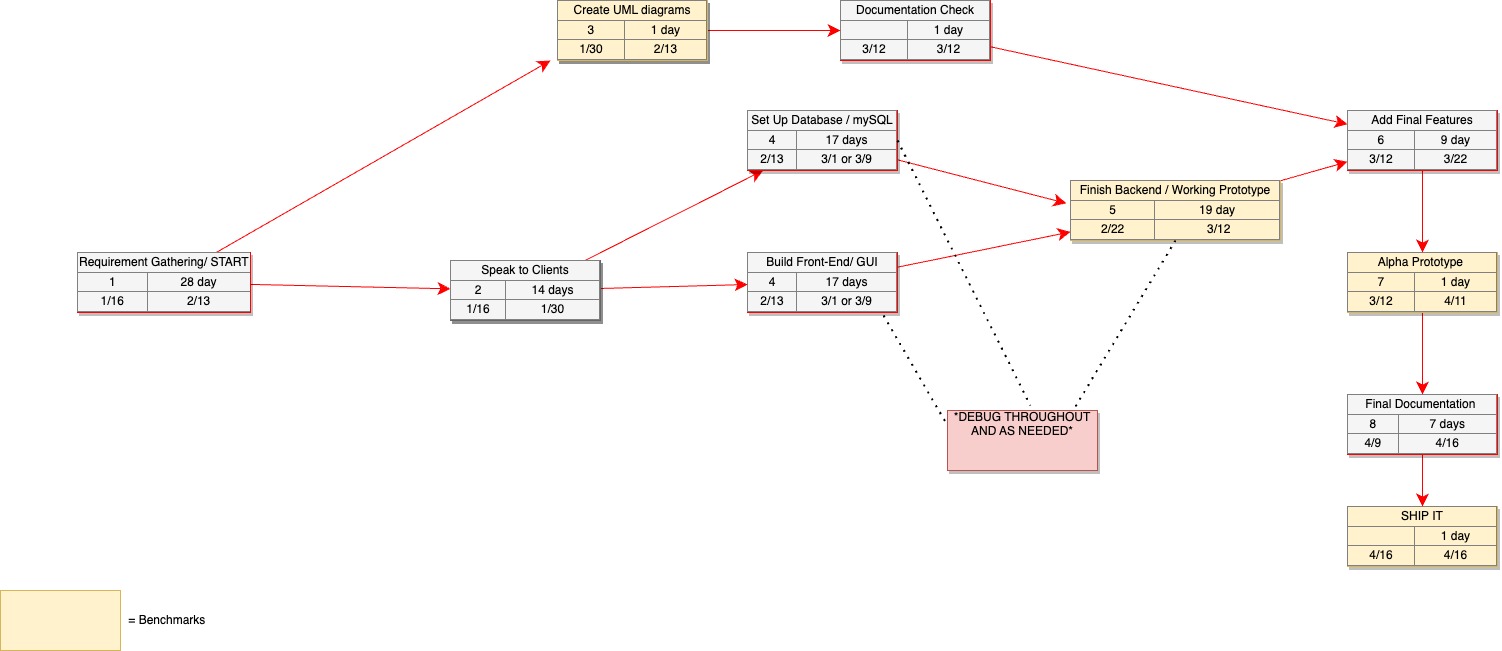 Create UML diagrams
3 1 day
1/30 2/13
Documentation Check
1 day
3/12 3/12
Set Up Database / mySQL
4 17 days
2/13 3/1 or 3/9
Add Final Features
6 9 day
3/12 3/22
Finish Backend / Working Prototype
5 19 day
2/22 3/12
Requirement Gathering/ START
1 28 day
1/16 2/13
Speak to Clients
2 14 days
1/16 1/30
Build Front-End/ GUI
4 17 days
2/13 3/1 or 3/9
Alpha Prototype
7 1 day
3/12 4/11
*DEBUG THROUGHOUT
AND AS NEEDED*
Final Documentation
8 7 days
4/9 4/16
SHIP IT
1 day
4/16 4/16
= Benchmarks